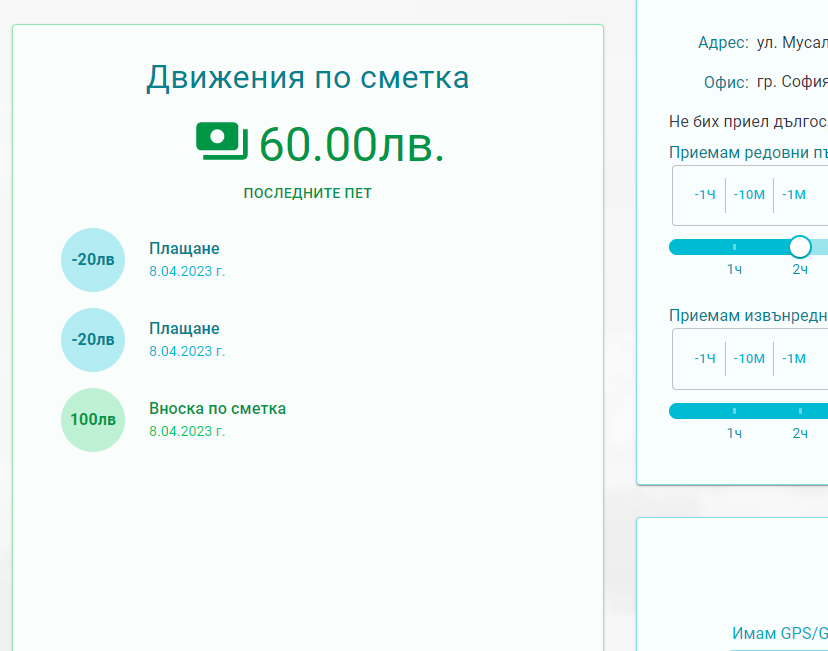 Движения по сметка
60.00лв.
ПОСЛЕДНИТЕ ПЕТ
-20лв
Плащане
8.04.2023 г.
-20лв
Плащане
8.04.2023 г.
100лв
Вноска по сметка
8.04.2023 г.
Адрес: ул. Мусал
Офис: гр. София
Не бих приел дългос
Приемам редовни пъ
-1Ч -10М -1М
1ч 2ч
Приемам извънредн
-1Ч -10М -1М
1ч 2ч
Имам GPS/G